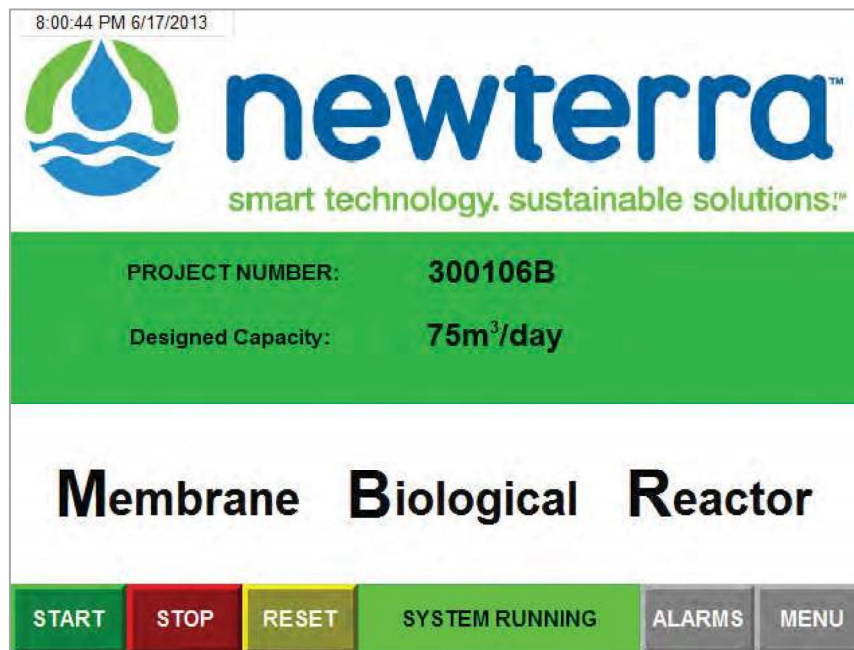 8:00:44 PM 6/17/2013
newterra™
smart technology. sustainable solutions.™
PROJECT NUMBER: 300106B
Designed Capacity: 75m³/day
Membrane Biological Reactor
START STOP RESET SYSTEM RUNNING ALARMS MENU